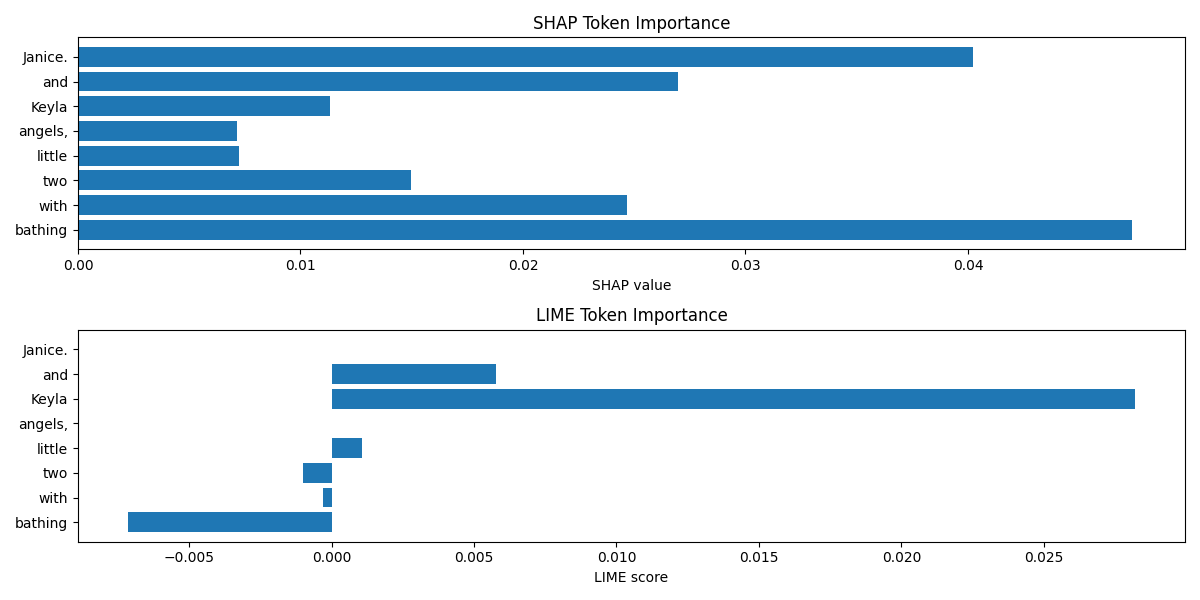 SHAP Token Importance
Janice.
and
Keyla
angels,
little
two
with
bathing
0.00 0.01 0.02 0.03 0.04
SHAP value
LIME Token Importance
Janice.
and
Keyla
angels,
little
two
with
bathing
−0.005 0.000 0.005 0.010 0.015 0.020 0.025
LIME score